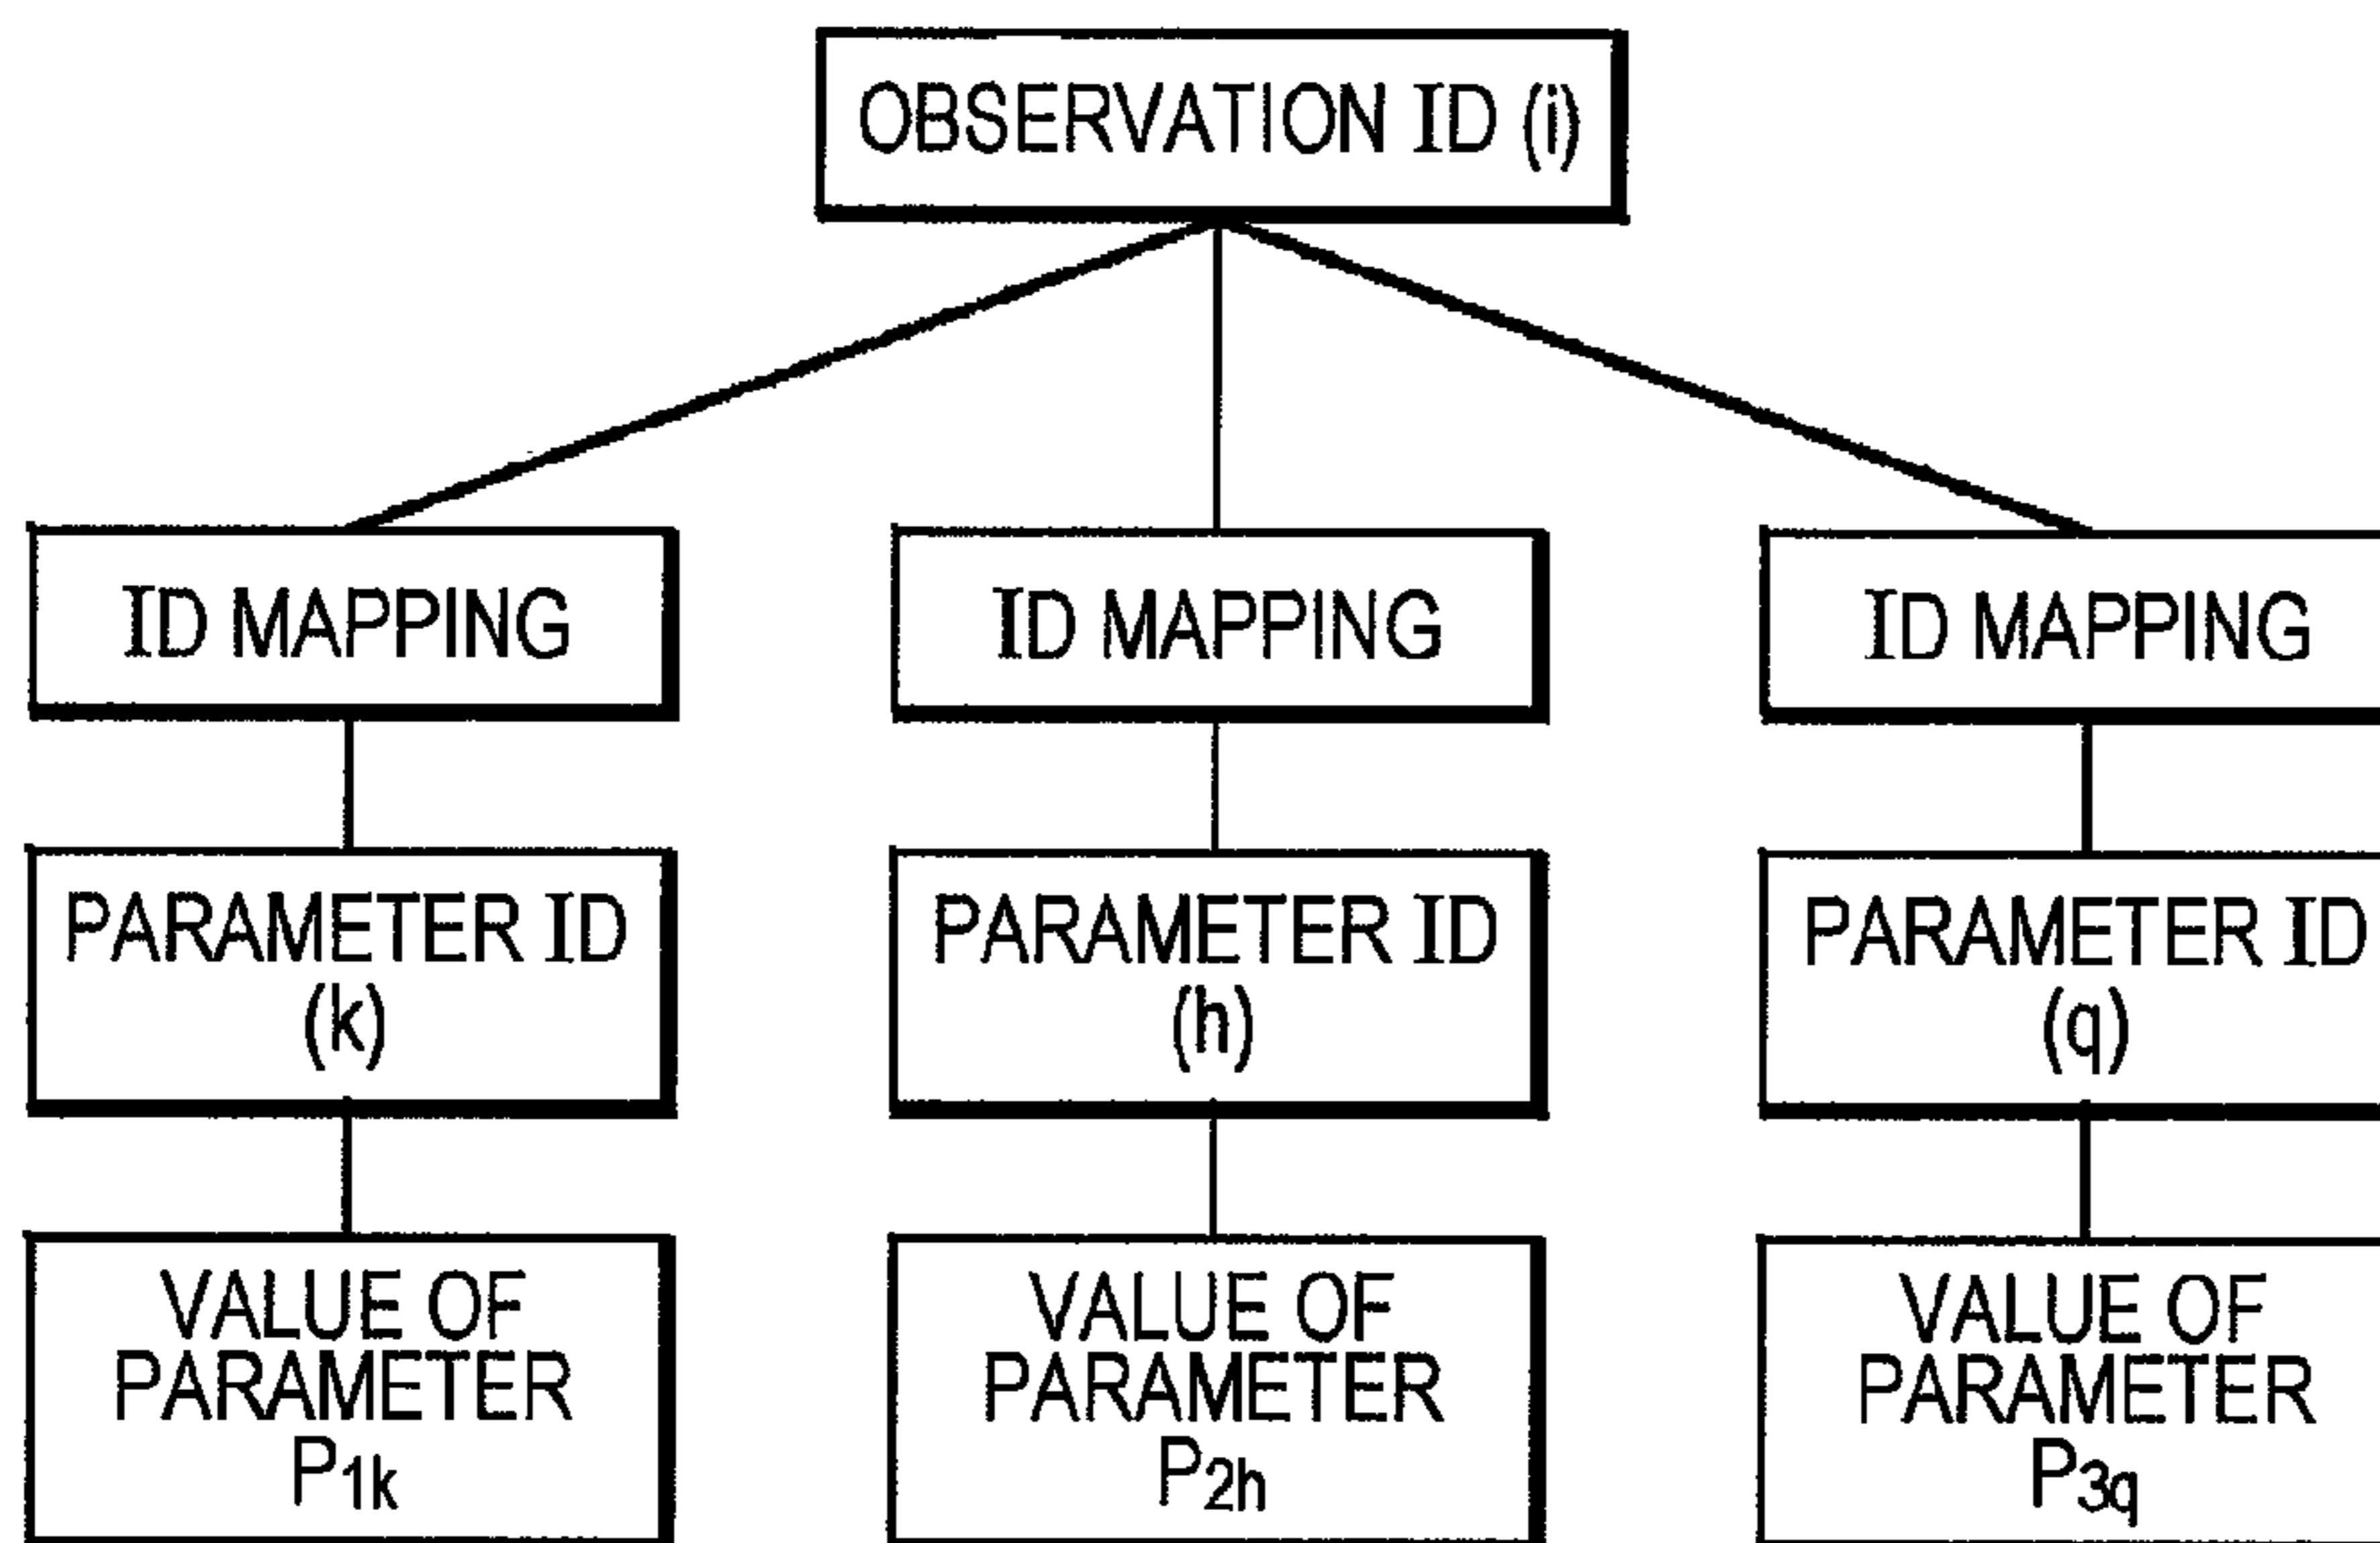 OBSERVATION ID (i)
ID MAPPING
ID MAPPING
ID MAPPING
PARAMETER ID
(k)
PARAMETER ID
(h)
PARAMETER ID
(q)
VALUE OF
PARAMETER
P1k
VALUE OF
PARAMETER
P2h
VALUE OF
PARAMETER
P3q